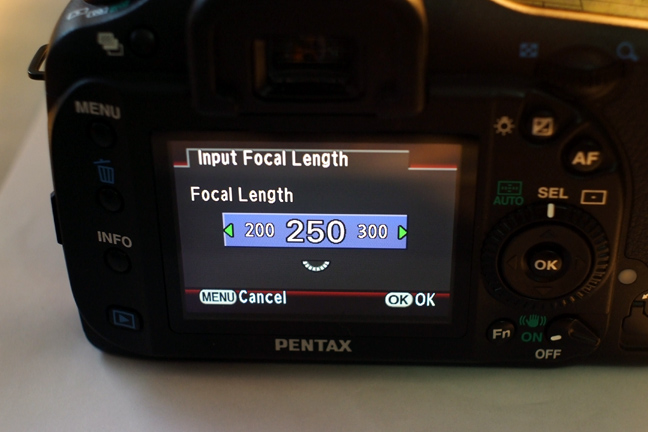 MENU
INFO
Input Focal Length
Focal Length
200 250 300
MENU Cancel
OK OK
PENTAX
AF
AUTO
SEL
OK
Fn
ON
OFF